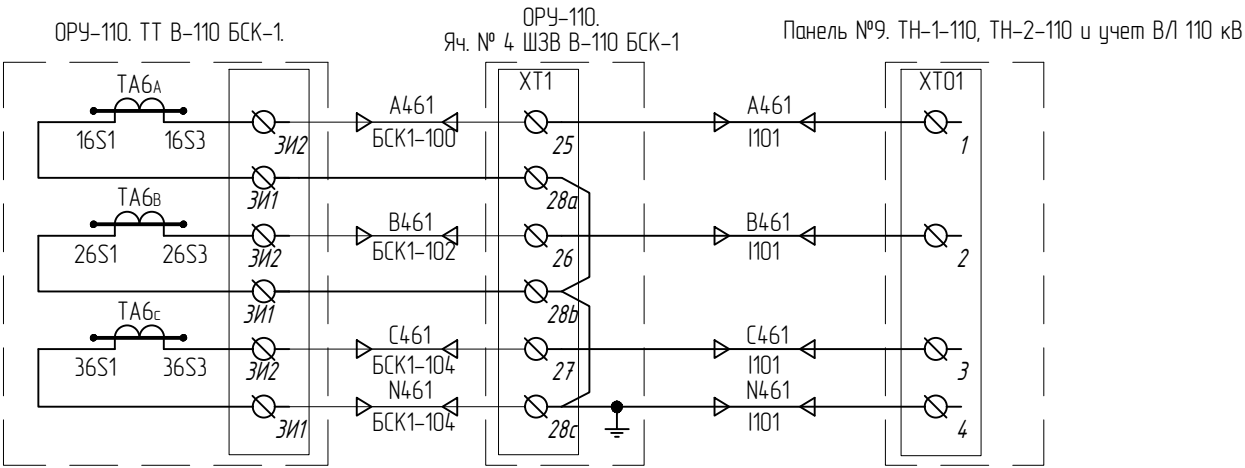 ОРУ-110. ТТ В-110 БСК-1.
ОРУ-110.
Яч. № 4 ШЗВ В-110 БСК-1
Панель №9. ТН-1-110, ТН-2-110 и учет ВЛ 110 кВ
ТА6А
16S1
16S3
3И2
А461
БСК1-100
ХТ1
25
А461
I101
ХТ01
1
3И1
28а
ТА6В
26S1
26S3
3И2
В461
БСК1-102
26
В461
I101
2
3И1
28b
ТА6С
36S1
36S3
3И2
С461
БСК1-104
27
С461
I101
3
3И1
N461
БСК1-104
28с
N461
I101
4